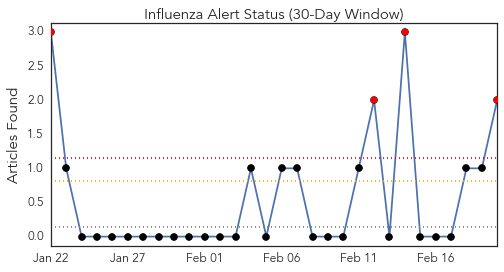 Influenza Alert Status (30-Day Window)
Articles Found
3.0
2.5
2.0
1.5
1.0
0.5
0.0
Jan 22 Jan 27 Feb 01 Feb 06 Feb 11 Feb 16